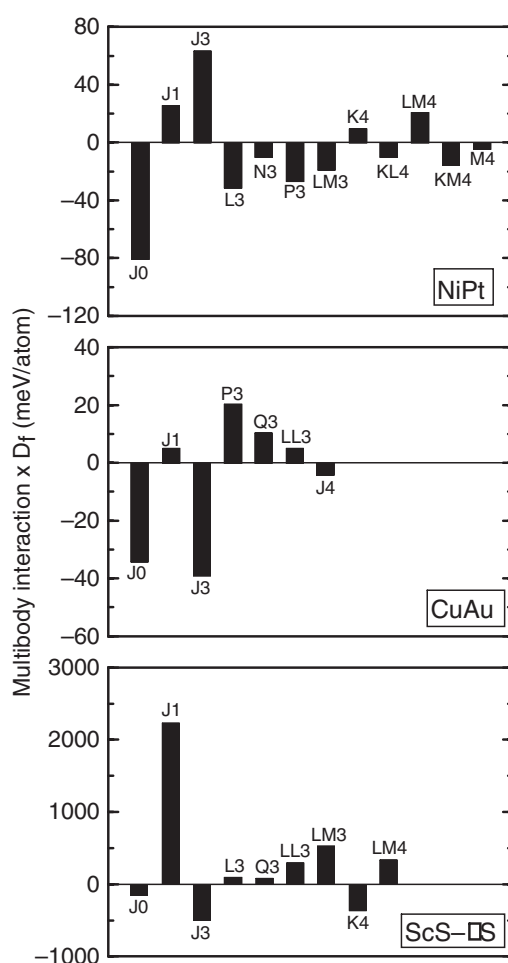 Multibody interaction x Df (meV/atom)
80
40
0
−40
−80
−120
J0
J1
J3
L3
N3
P3
LM3
K4
KL4
LM4
KM4
M4
NiPt
40
20
0
−20
−40
−60
J0
J1
J3
P3
Q3
LL3
J4
CuAu
3000
2000
1000
0
−1000
J0
J1
J3
L3
Q3
LL3
LM3
K4
LM4
ScS–□S